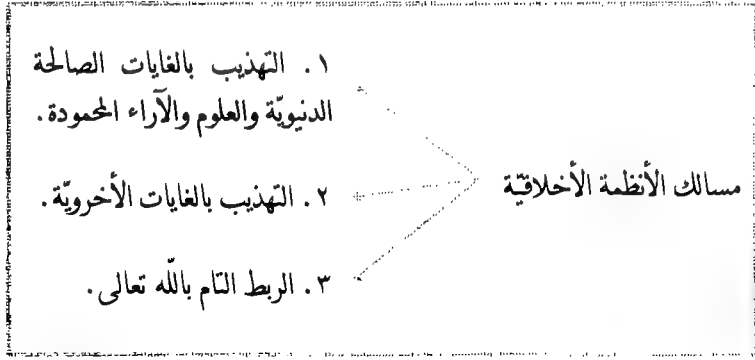 مسالك الأنظمة الأخلاقيّة
١. التهذيب بالغايات الصالحة
الدنيويّة والعلوم والآراء المحمودة.
٢. التهذيب بالغايات الأخرويّة.
٣. الربط التام باللّه تعالى.